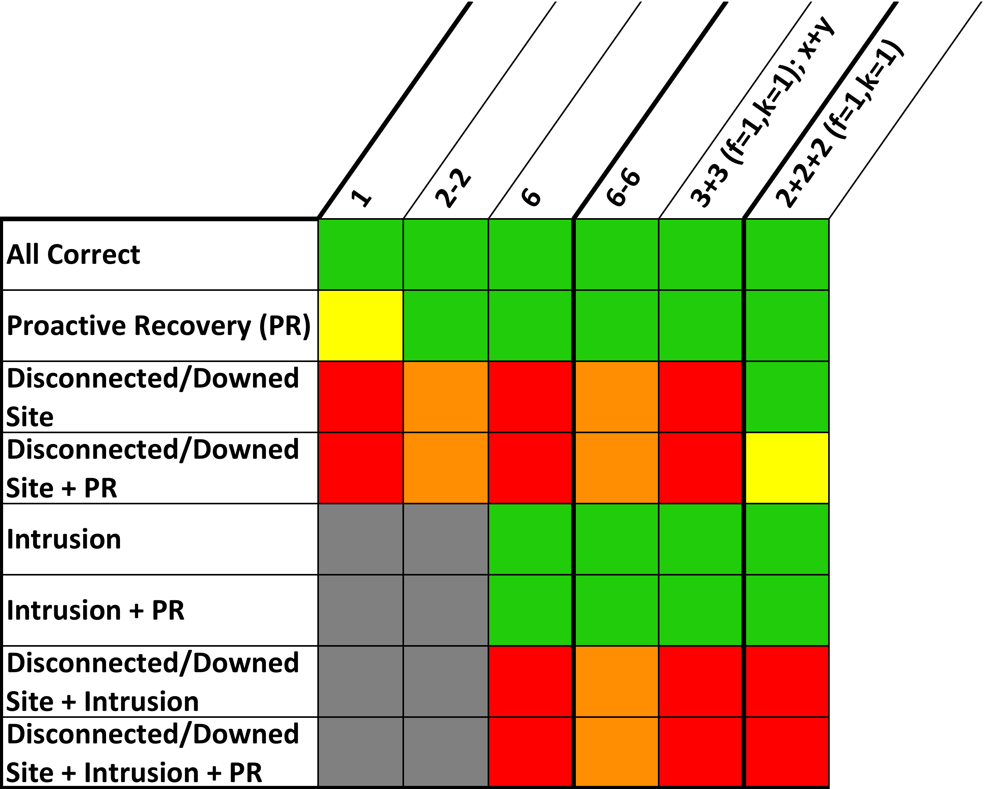 1
2-2
6
6-6
3+3 (f=1,k=1); x+y
2+2+2 (f=1,k=1)
All Correct
Proactive Recovery (PR)
Disconnected/Downed
Site
Disconnected/Downed
Site + PR
Intrusion
Intrusion + PR
Disconnected/Downed
Site + Intrusion
Disconnected/Downed
Site + Intrusion + PR